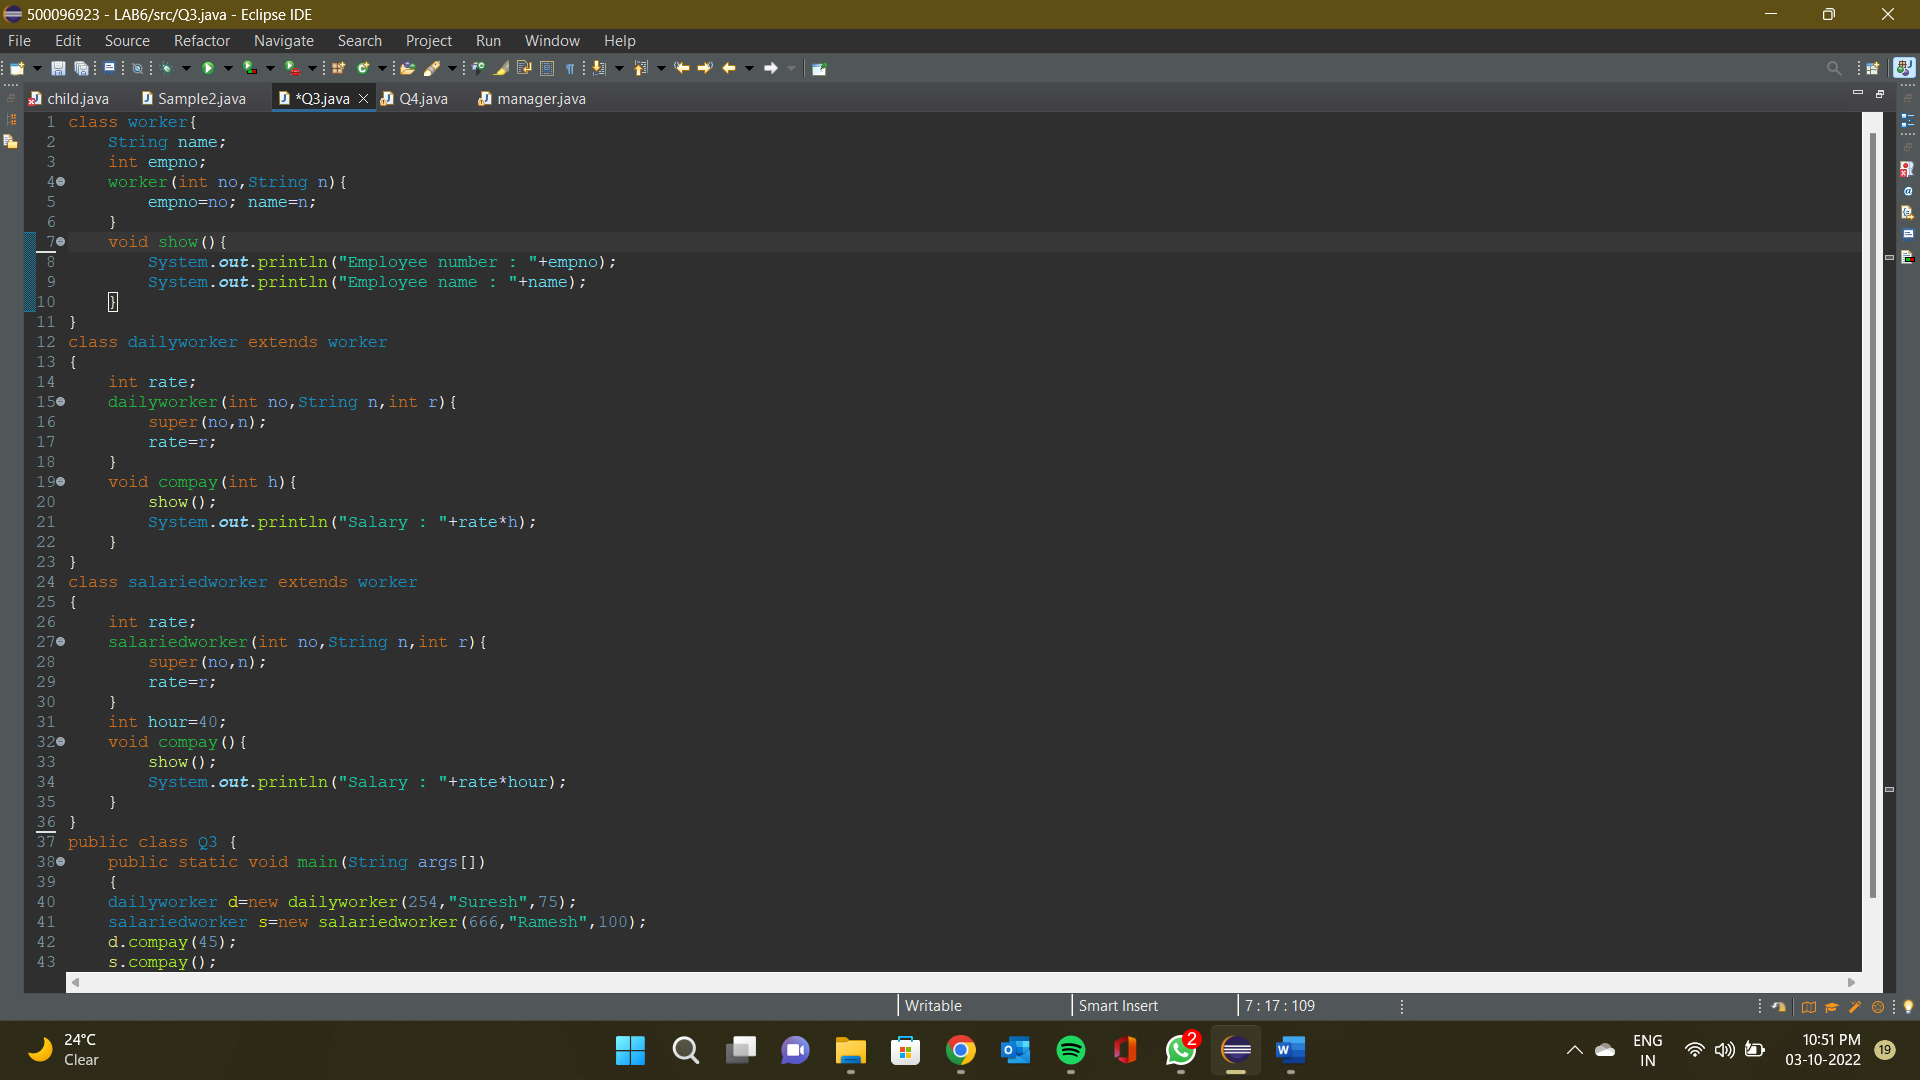 500096923 - LAB6/src/Q3.java - Eclipse IDE
File Edit Source Refactor Navigate Search Project Run Window Help
child.java Sample2.java *Q3.java Q4.java manager.java
1 class worker{
2     String name;
3     int empno;
4     worker(int no,String n){
5         empno=no; name=n;
6     }
7     void show(){
8         System.out.println("Employee number : "+empno);
9         System.out.println("Employee name : "+name);
10     }
11 }
12 class dailyworker extends worker
13 {
14     int rate;
15     dailyworker(int no,String n,int r){
16         super(no,n);
17         rate=r;
18     }
19     void compay(int h){
20         show();
21         System.out.println("Salary : "+rate*h);
22     }
23 }
24 class salariedworker extends worker
25 {
26     int rate;
27     salariedworker(int no,String n,int r){
28         super(no,n);
29         rate=r;
30     }
31     int hour=40;
32     void compay(){
33         show();
34         System.out.println("Salary : "+rate*hour);
35     }
36 }
37 public class Q3 {
38     public static void main(String args[])
39     {
40     dailyworker d=new dailyworker(254,"Suresh",75);
41     salariedworker s=new salariedworker(666,"Ramesh",100);
42     d.compay(45);
43     s.compay();
Writable Smart Insert 7 : 17 : 109
24°C
Clear
2
ENG
IN
10:51 PM
03-10-2022
19